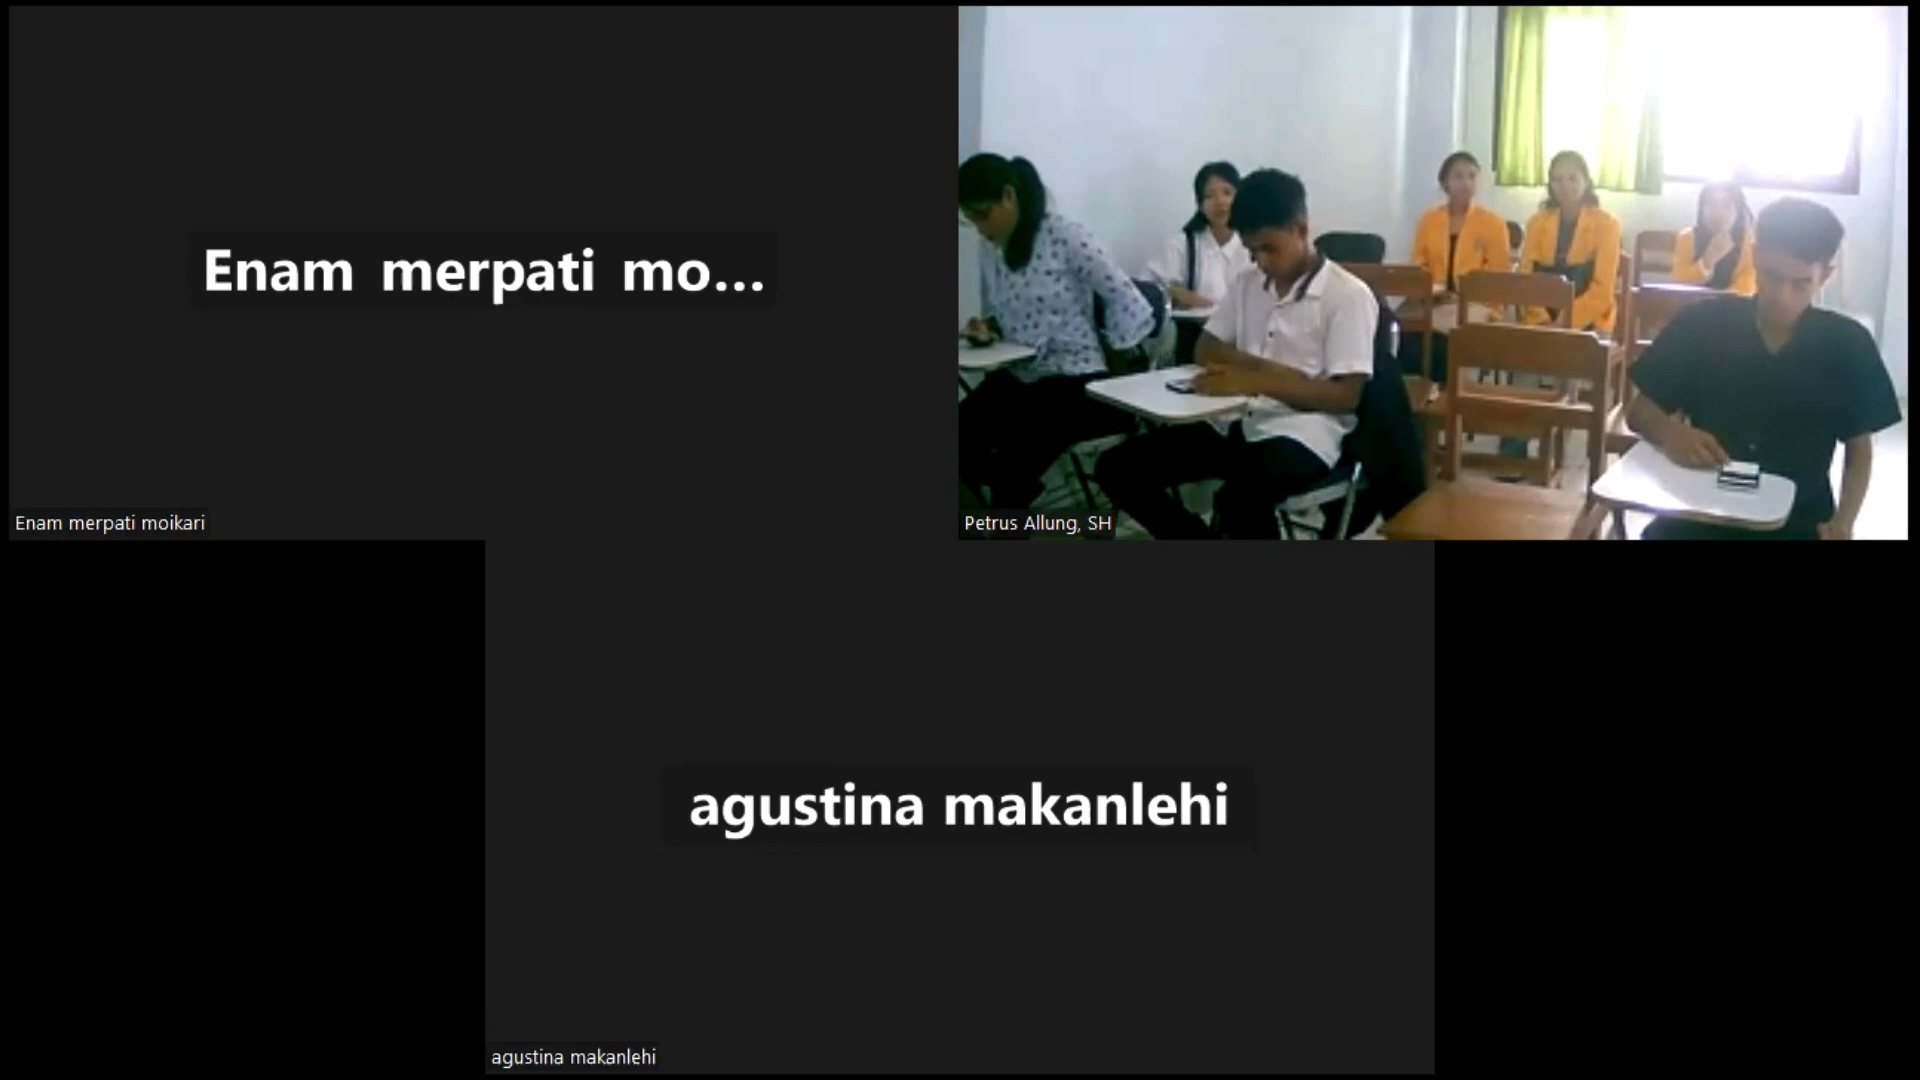 Enam merpati mo...
Enam merpati moikari
Petrus Allung, SH
agustina makanlehi
agustina makanlehi